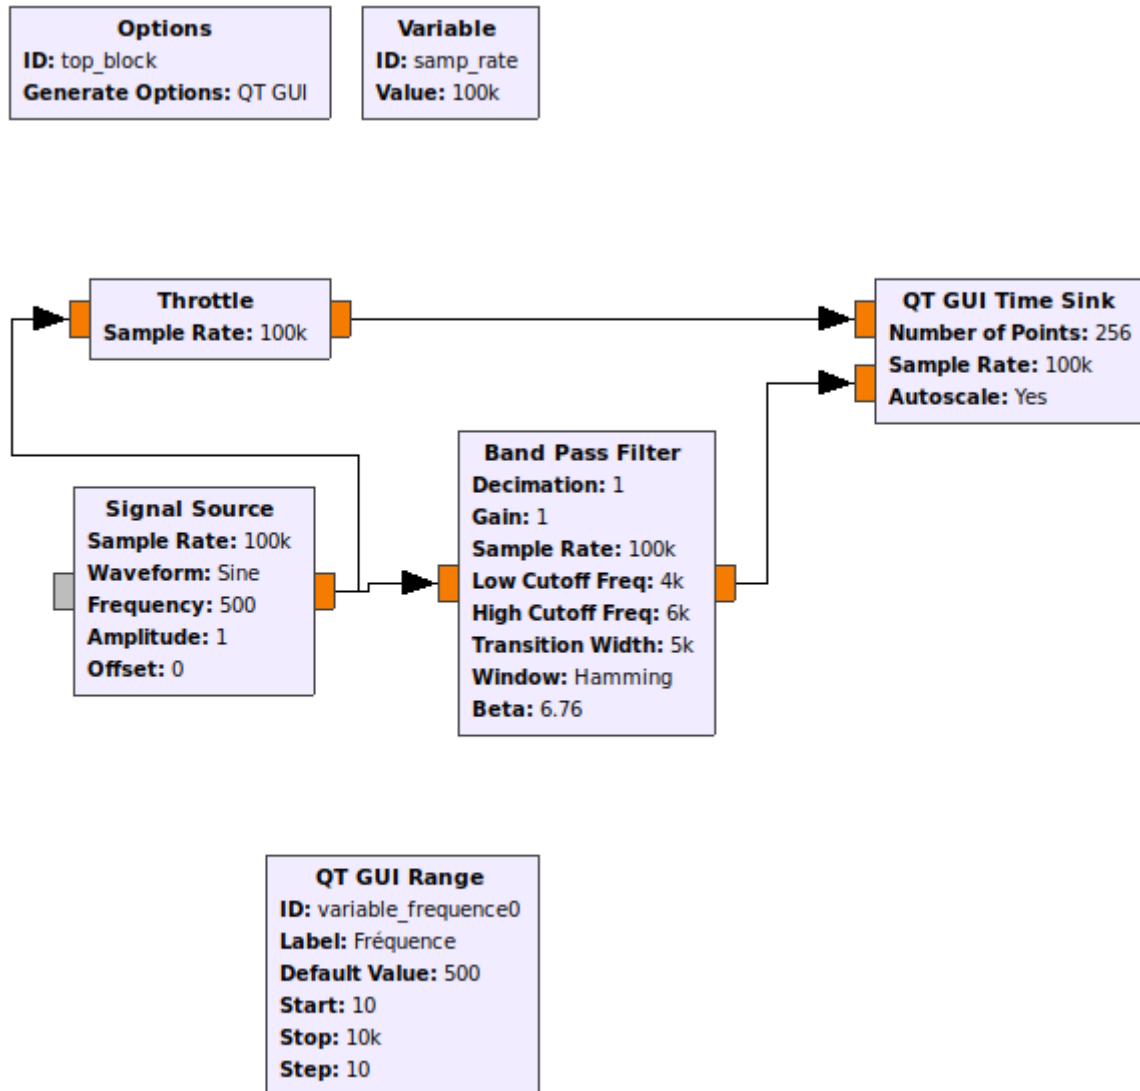 Options
ID: top_block
Generate Options: QT GUI
Variable
ID: samp_rate
Value: 100k
Throttle
Sample Rate: 100k
QT GUI Time Sink
Number of Points: 256
Sample Rate: 100k
Autoscale: Yes
Signal Source
Sample Rate: 100k
Waveform: Sine
Frequency: 500
Amplitude: 1
Offset: 0
Band Pass Filter
Decimation: 1
Gain: 1
Sample Rate: 100k
Low Cutoff Freq: 4k
High Cutoff Freq: 6k
Transition Width: 5k
Window: Hamming
Beta: 6.76
QT GUI Range
ID: variable_frequence0
Label: Fréquence
Default Value: 500
Start: 10
Stop: 10k
Step: 10